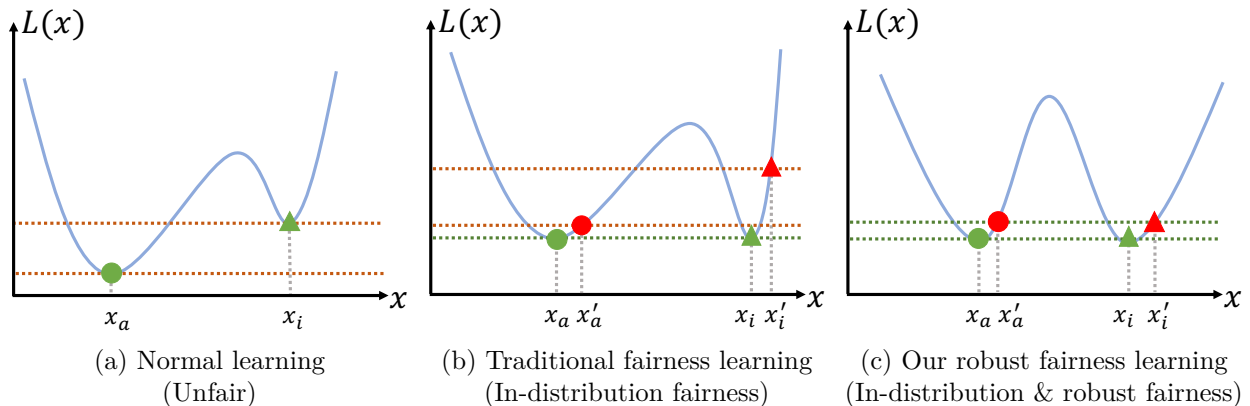 L(x)
x
x_a
x_i
(a) Normal learning
(Unfair)
L(x)
x
x_a x'_a
x_i x'_i
(b) Traditional fairness learning
(In-distribution fairness)
L(x)
x
x_a x'_a
x_i x'_i
(c) Our robust fairness learning
(In-distribution & robust fairness)